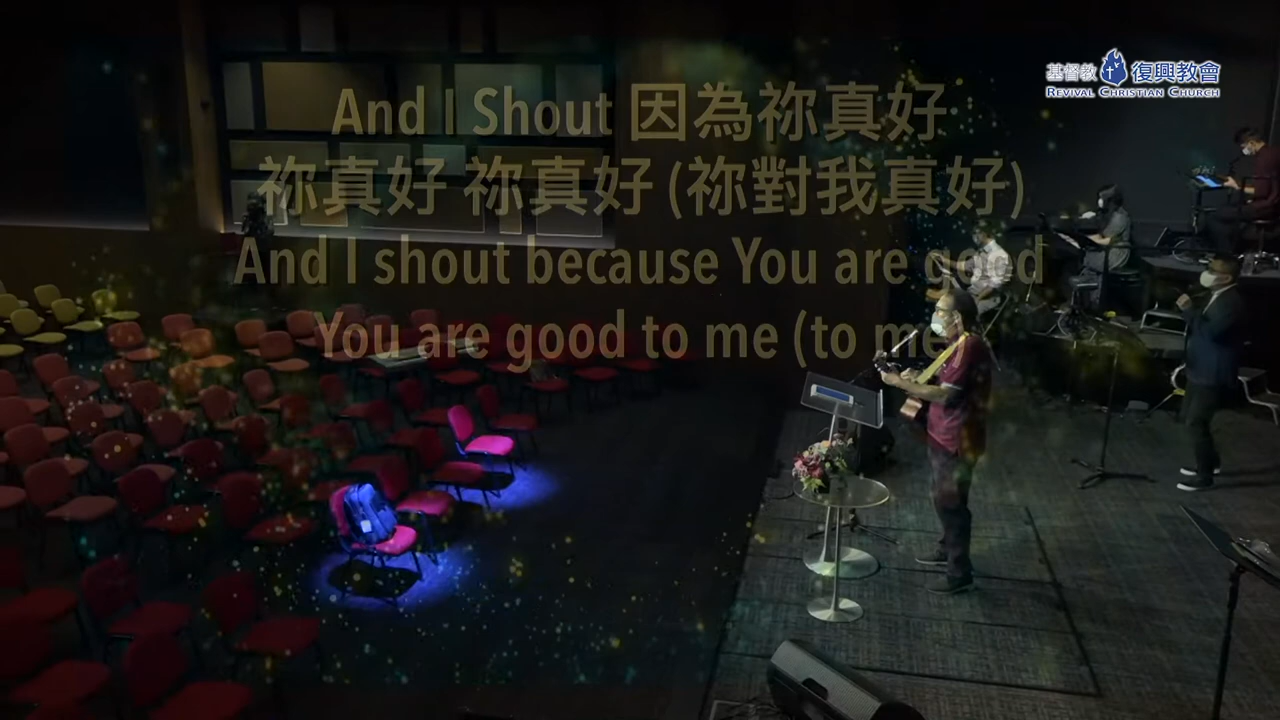 基督教 復興教會
REVIVAL CHRISTIAN CHURCH
And I Shout 因為祢真好
祢真好 祢真好 (祢對我真好)
And I shout because You are good
You are good to me (to me